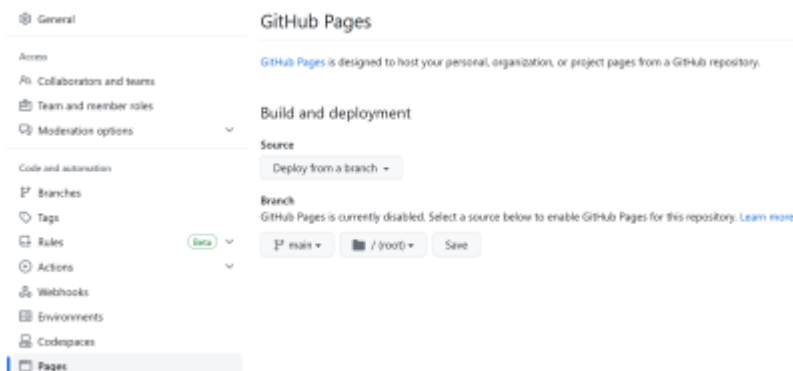 General
Access
Collaborators and teams
Team and member roles
Moderation options
Code and automation
Branches
Tags
Rules Beta
Actions
Webhooks
Environments
Codespaces
Pages
GitHub Pages
GitHub Pages is designed to host your personal, organization, or project pages from a GitHub repository.
Build and deployment
Source
Deploy from a branch
Branch
GitHub Pages is currently disabled. Select a source below to enable GitHub Pages for this repository. Learn more
main / (root) Save